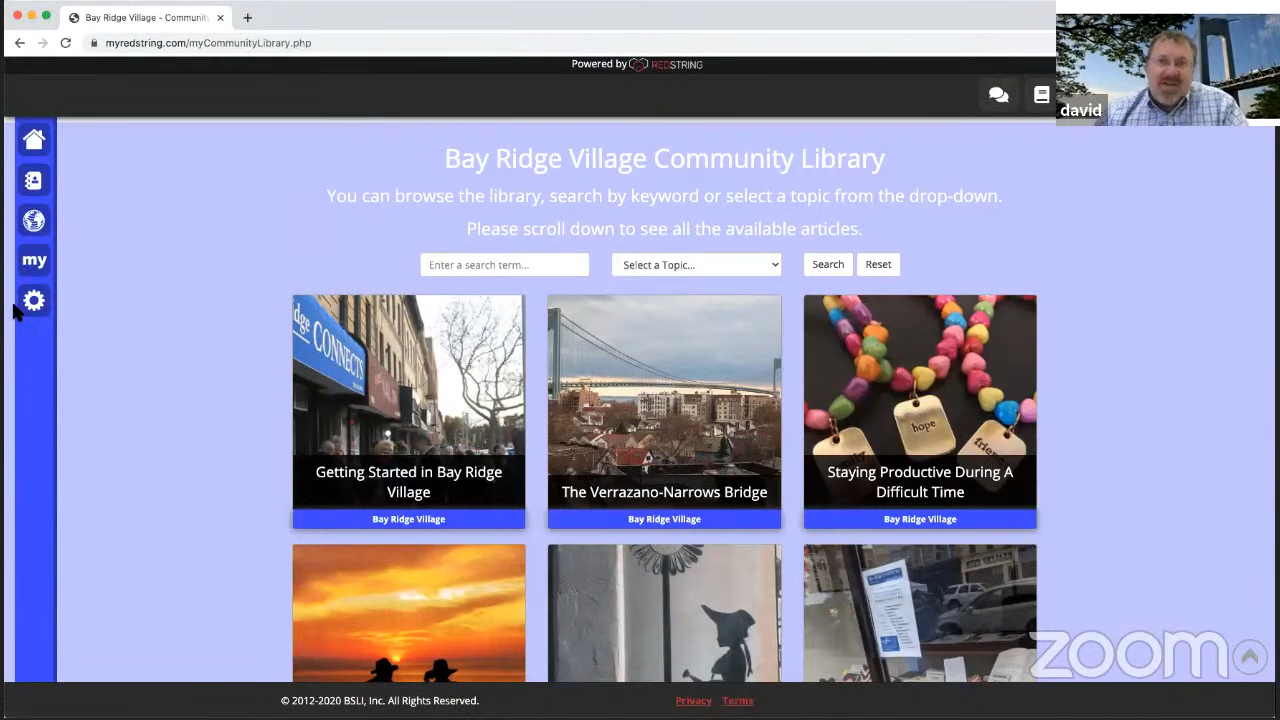 Bay Ridge Village - Community
myredstring.com/myCommunityLibrary.php
Powered by REDSTRING
david
my
Bay Ridge Village Community Library
You can browse the library, search by keyword or select a topic from the drop-down.
Please scroll down to see all the available articles.
Enter a search term...
Select a Topic...
Search
Reset
dge CONNECTS
hope
Getting Started in Bay Ridge
Village
Bay Ridge Village
The Verrazano-Narrows Bridge
Bay Ridge Village
Staying Productive During A
Difficult Time
Bay Ridge Village
zoom
© 2012-2020 BSLI, Inc. All Rights Reserved.
Privacy Terms